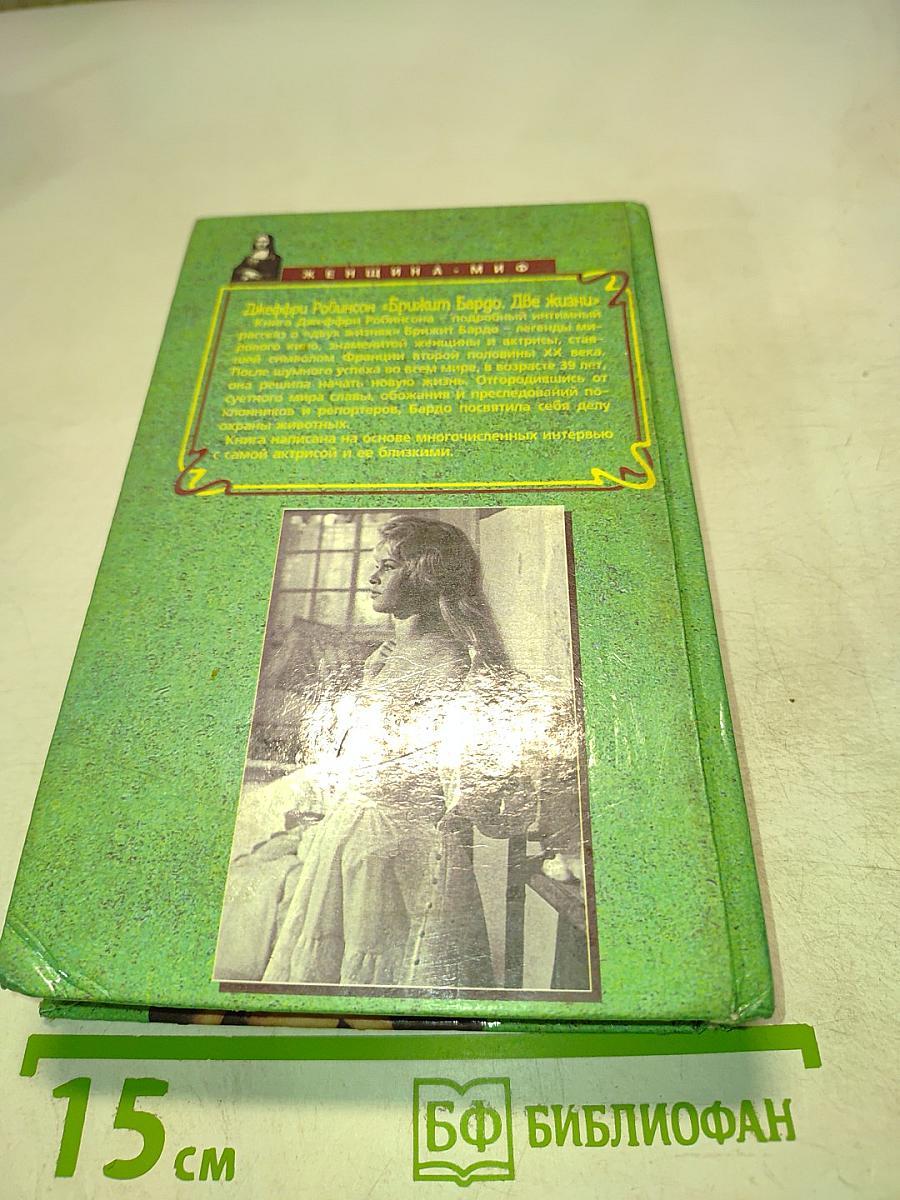 ЖЕНЩИНА-МИФ
Джеффри Робинсон «Брижит Бардо. Две жизни»
Книга Джеффри Робинсона – подробный интимный
рассказ о «двух жизнях» Брижит Бардо – легенды ми-
рового кино, знаменитой женщины и актрисы, став-
шей символом Франции второй половины XX века.
После шумного успеха во всем мире, в возрасте 39 лет,
она решила начать новую жизнь. Отгородившись от
суетного мира славы, обожания и преследований по-
клонников и репортеров, Бардо посвятила себя делу
охраны животных.
Книга написана на основе многочисленных интервью
с самой актрисой и ее близкими.
15 см
БФ БИБЛИОФАН